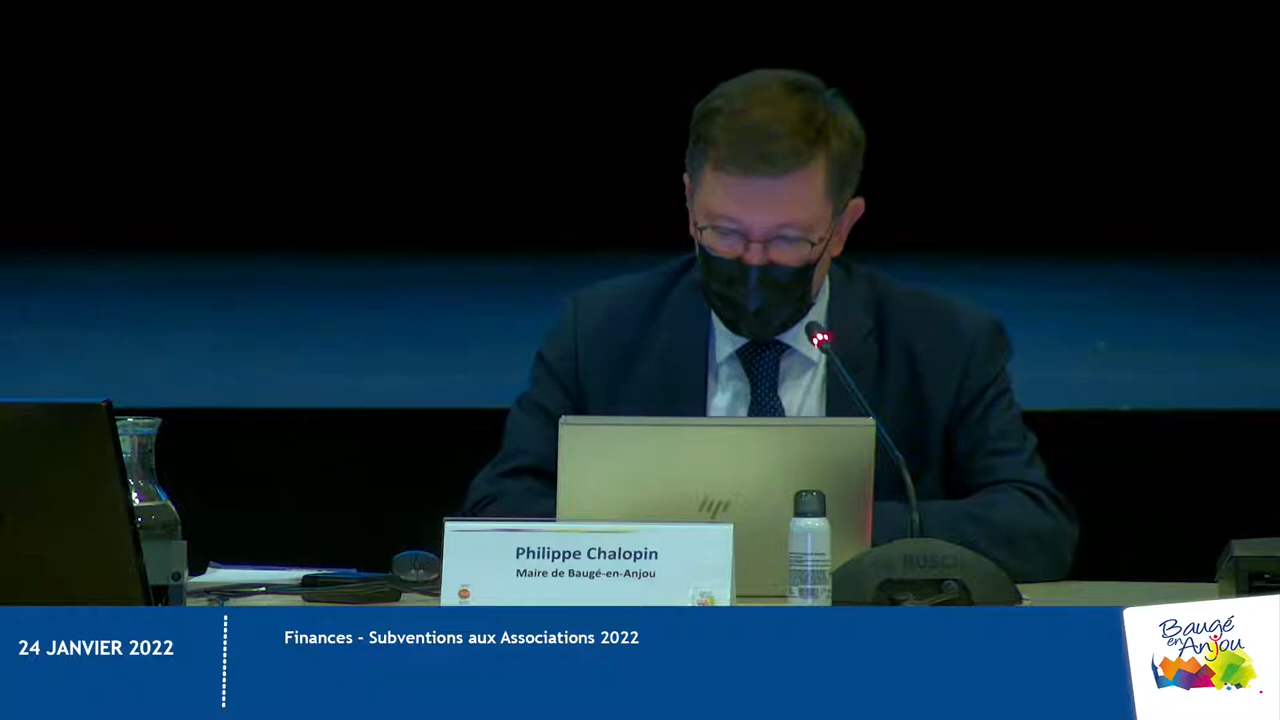 hp
BOSCH
Philippe Chalopin
Maire de Baugé-en-Anjou
24 JANVIER 2022
Finances - Subventions aux Associations 2022
Baugé
en
Anjou